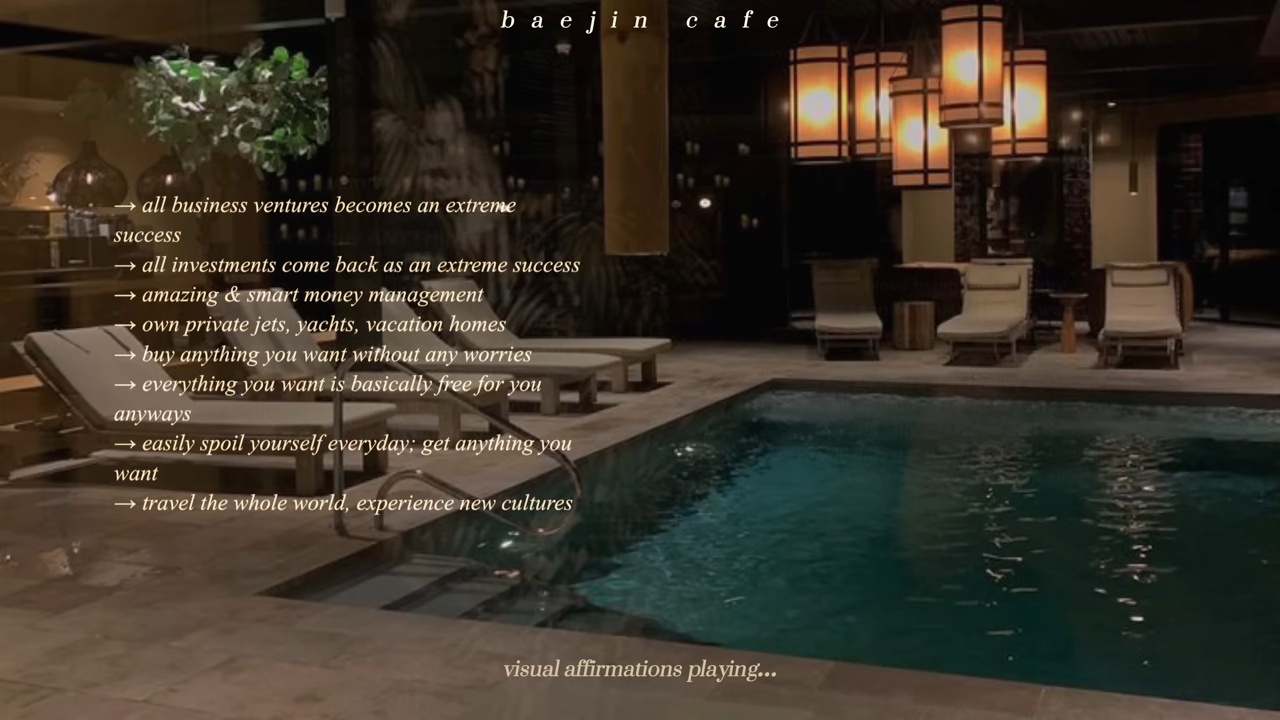 baejin cafe
→ all business ventures becomes an extreme
success
→ all investments come back as an extreme success
→ amazing & smart money management
→ own private jets, yachts, vacation homes
→ buy anything you want without any worries
→ everything you want is basically free for you
anyways
→ easily spoil yourself everyday; get anything you
want
→ travel the whole world, experience new cultures
visual affirmations playing...